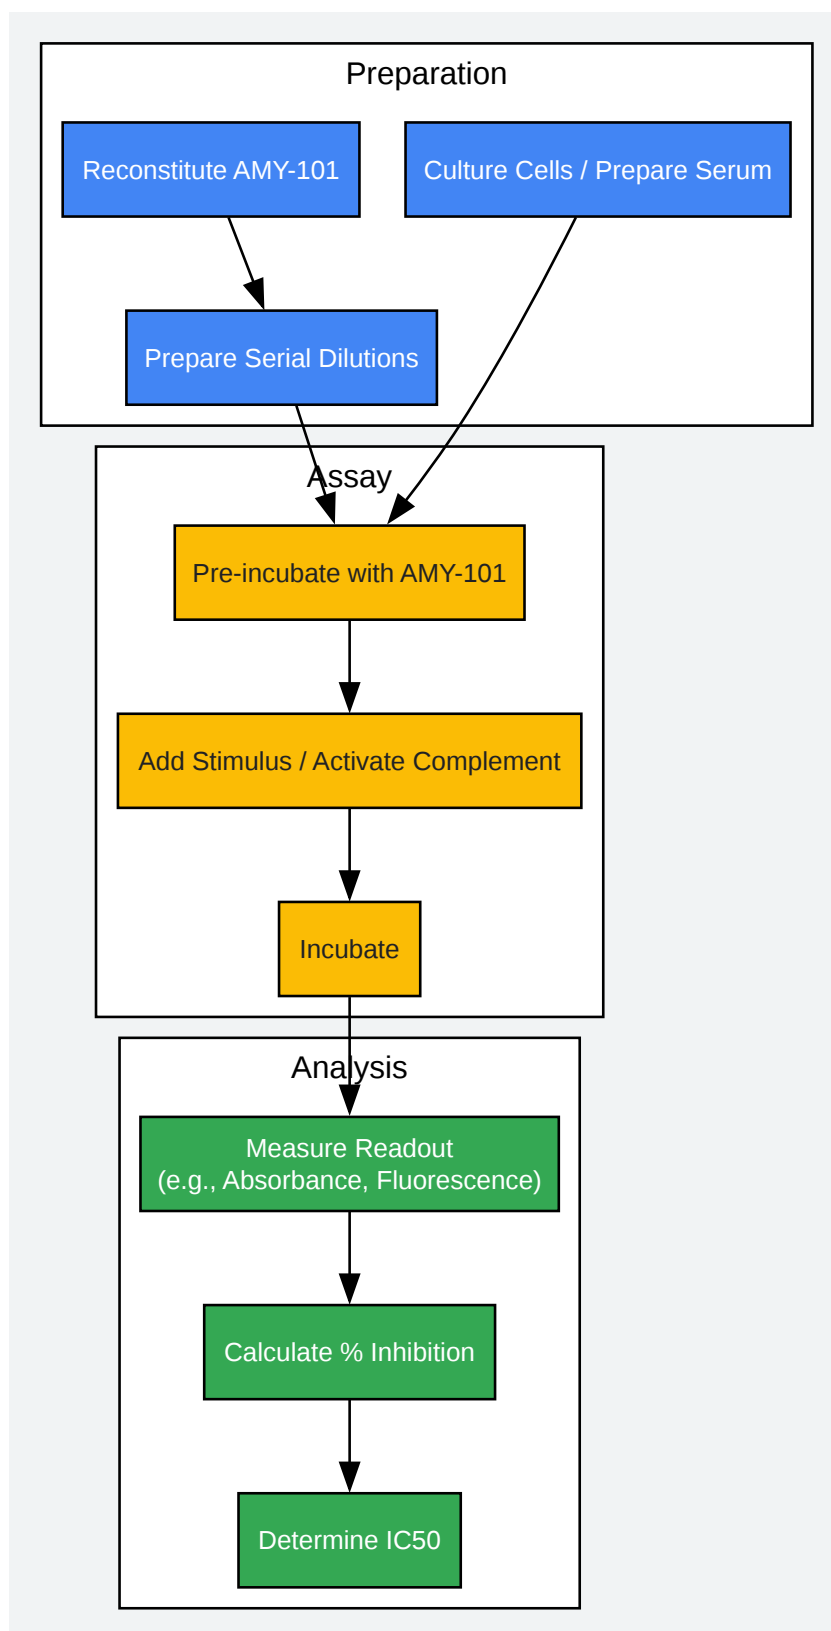 Preparation
Reconstitute AMY-101
Culture Cells / Prepare Serum
Prepare Serial Dilutions
Assay
Pre-incubate with AMY-101
Add Stimulus / Activate Complement
Incubate
Analysis
Measure Readout
(e.g., Absorbance, Fluorescence)
Calculate % Inhibition
Determine IC50